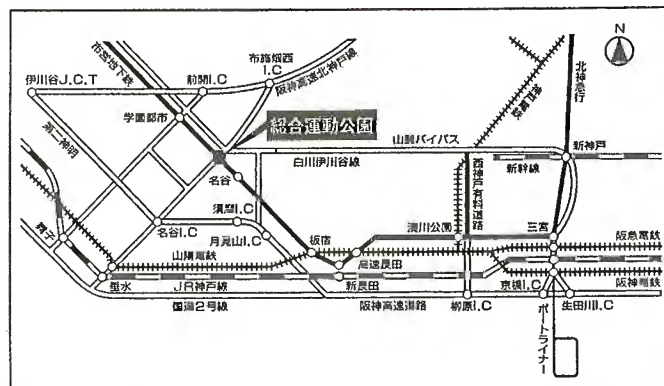 N
市営地下鉄
布施畑西
I.C
阪神高速北神戸線
伊川谷J.C.T
前開I.C
北神急行
学園都市
総合運動公園
山麓バイパス
新神戸
第二神明
白川伊川谷線
新幹線
西神戸有料道路
名谷
須磨I.C
湊川公園
三宮
名谷I.C
月見山I.C
板宿
阪急電鉄
舞子
山陽電鉄
高速長田
垂水
JR神戸線
新長田
京橋I.C
阪神電鉄
国道2号線
阪神高速道路
柳原I.C
生田川I.C
ポートライナー